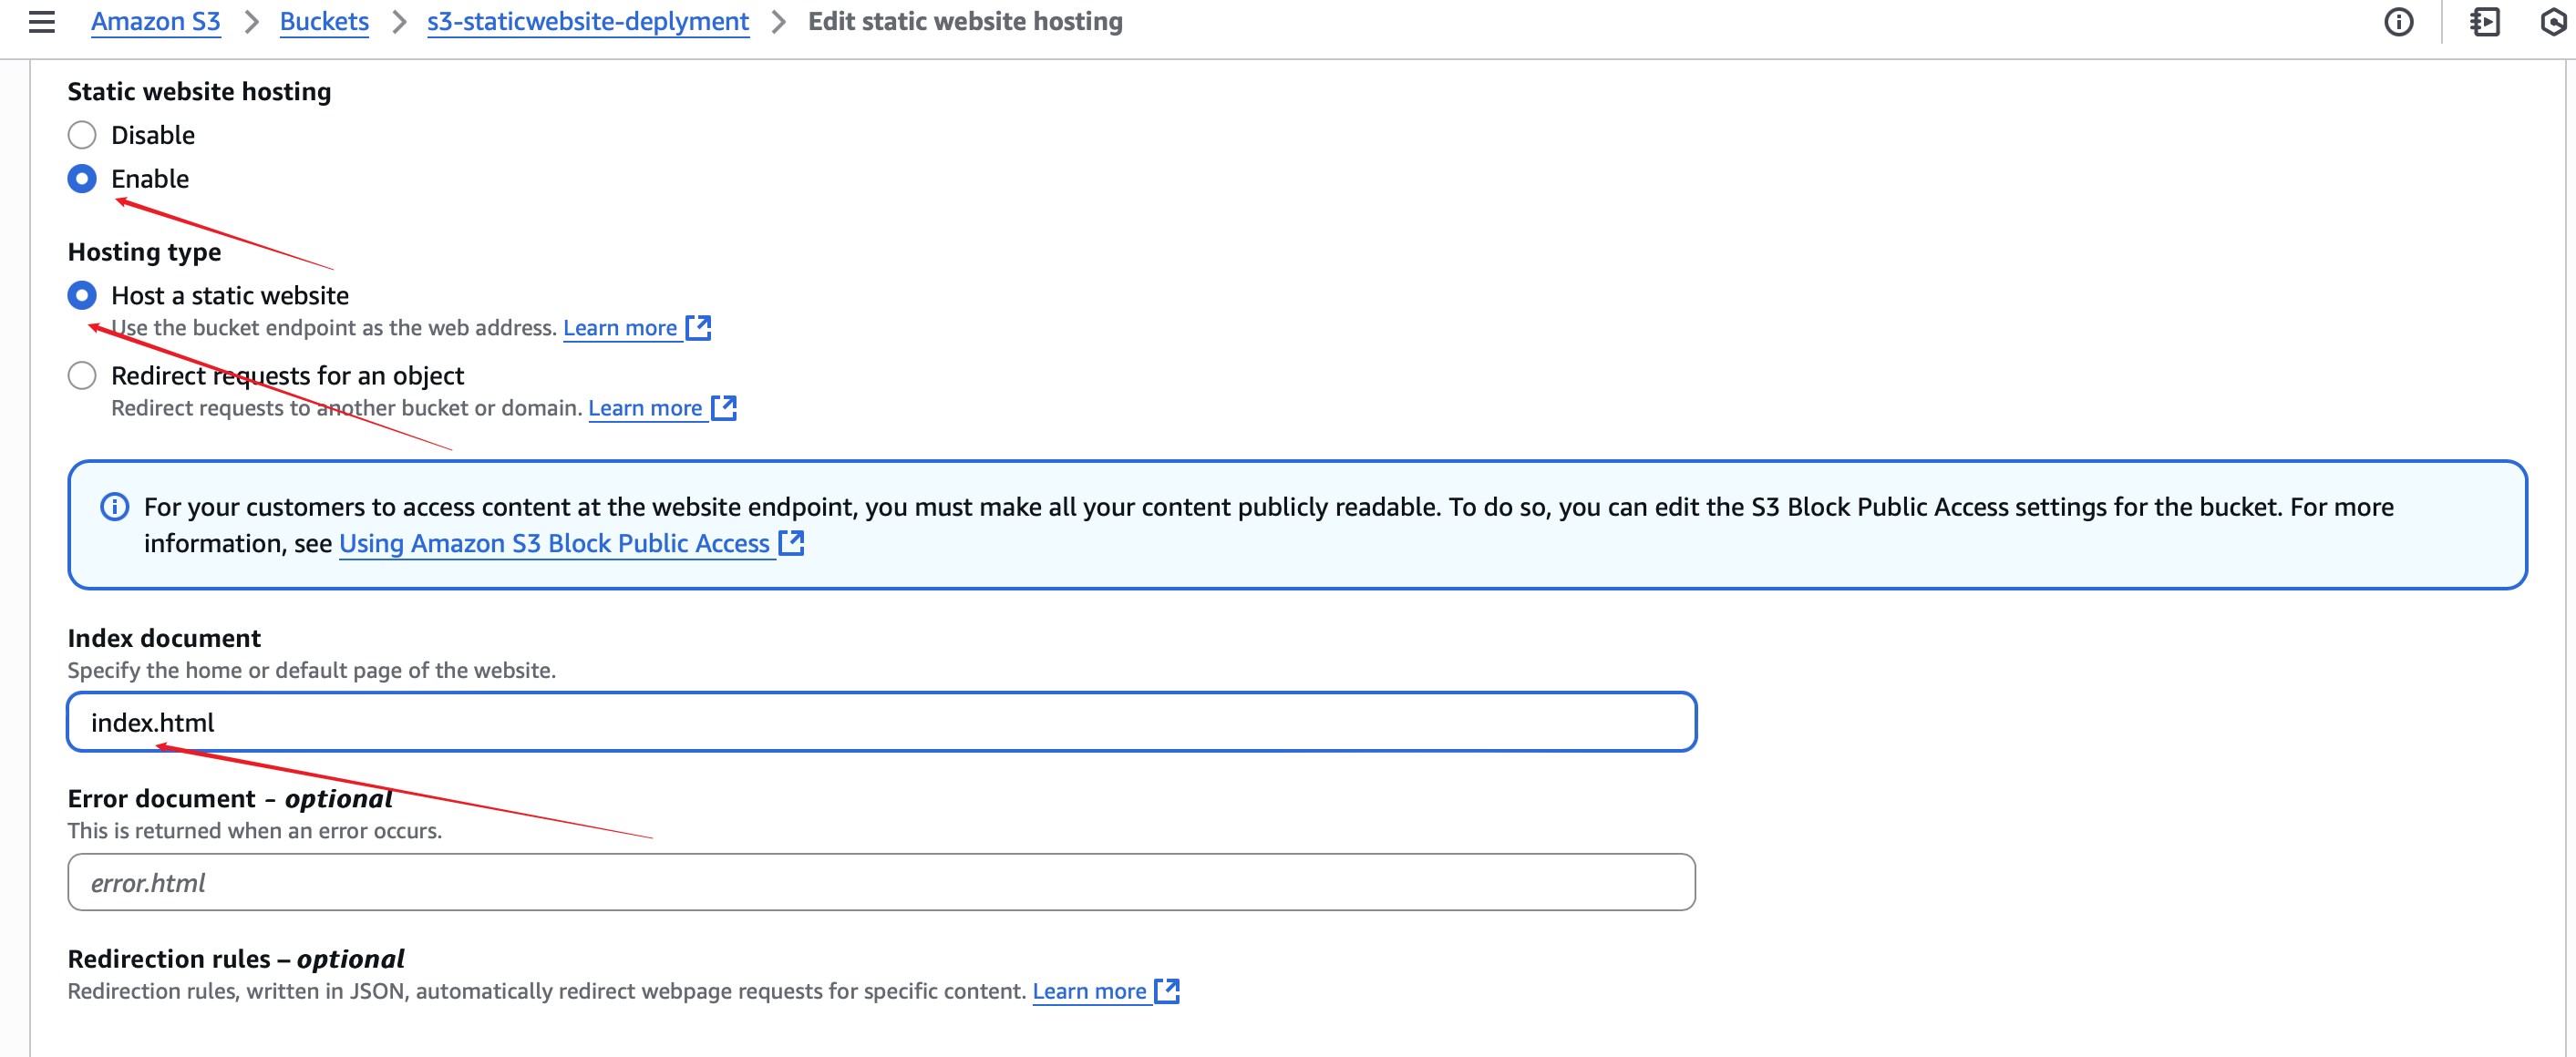 Amazon S3 > Buckets > s3-staticwebsite-deplyment > Edit static website hosting
Static website hosting
Disable
Enable
Hosting type
Host a static website
Use the bucket endpoint as the web address. Learn more
Redirect requests for an object
Redirect requests to another bucket or domain. Learn more
For your customers to access content at the website endpoint, you must make all your content publicly readable. To do so, you can edit the S3 Block Public Access settings for the bucket. For more
information, see Using Amazon S3 Block Public Access
Index document
Specify the home or default page of the website.
index.html
Error document - optional
This is returned when an error occurs.
error.html
Redirection rules – optional
Redirection rules, written in JSON, automatically redirect webpage requests for specific content. Learn more